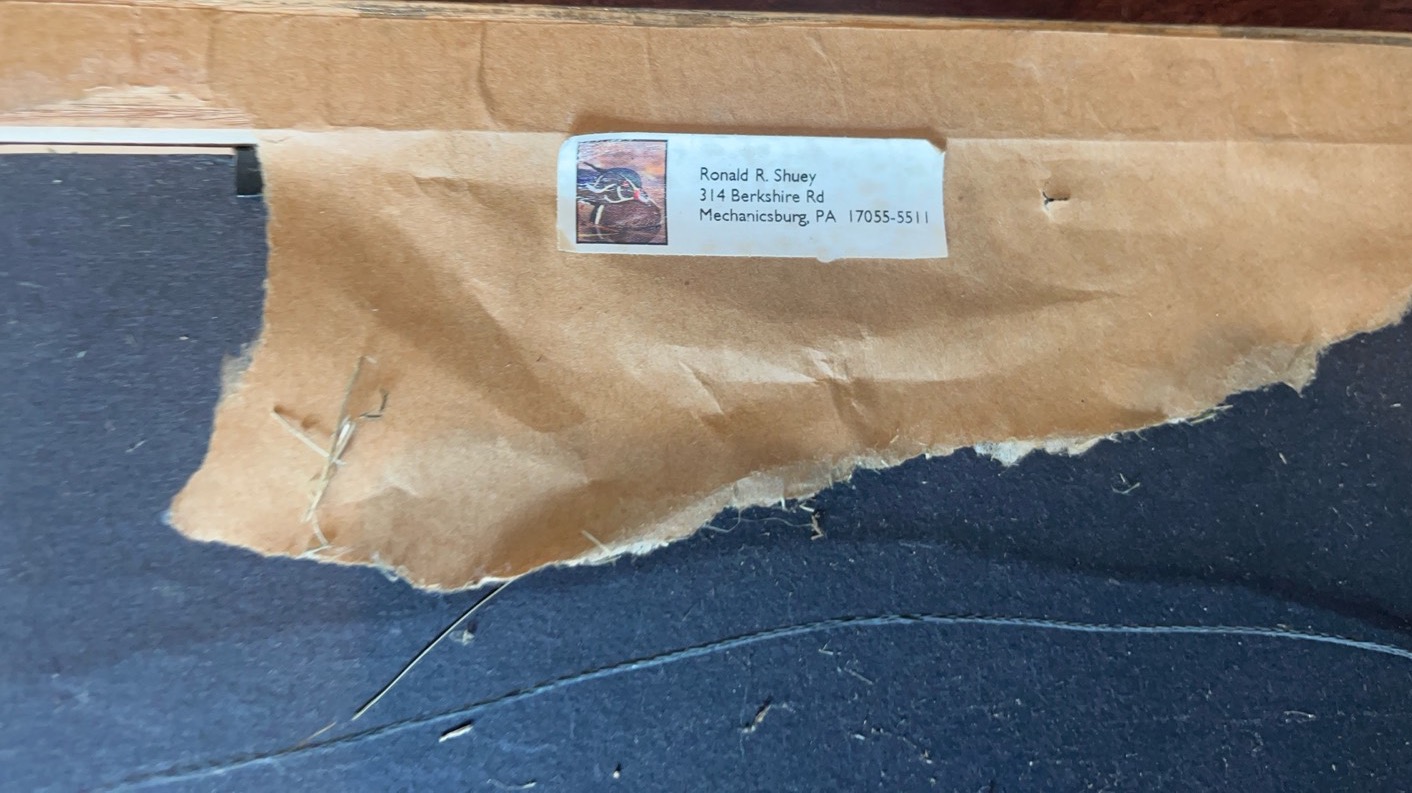 Ronald R. Shuey
314 Berkshire Rd
Mechanicsburg, PA 17055-5511